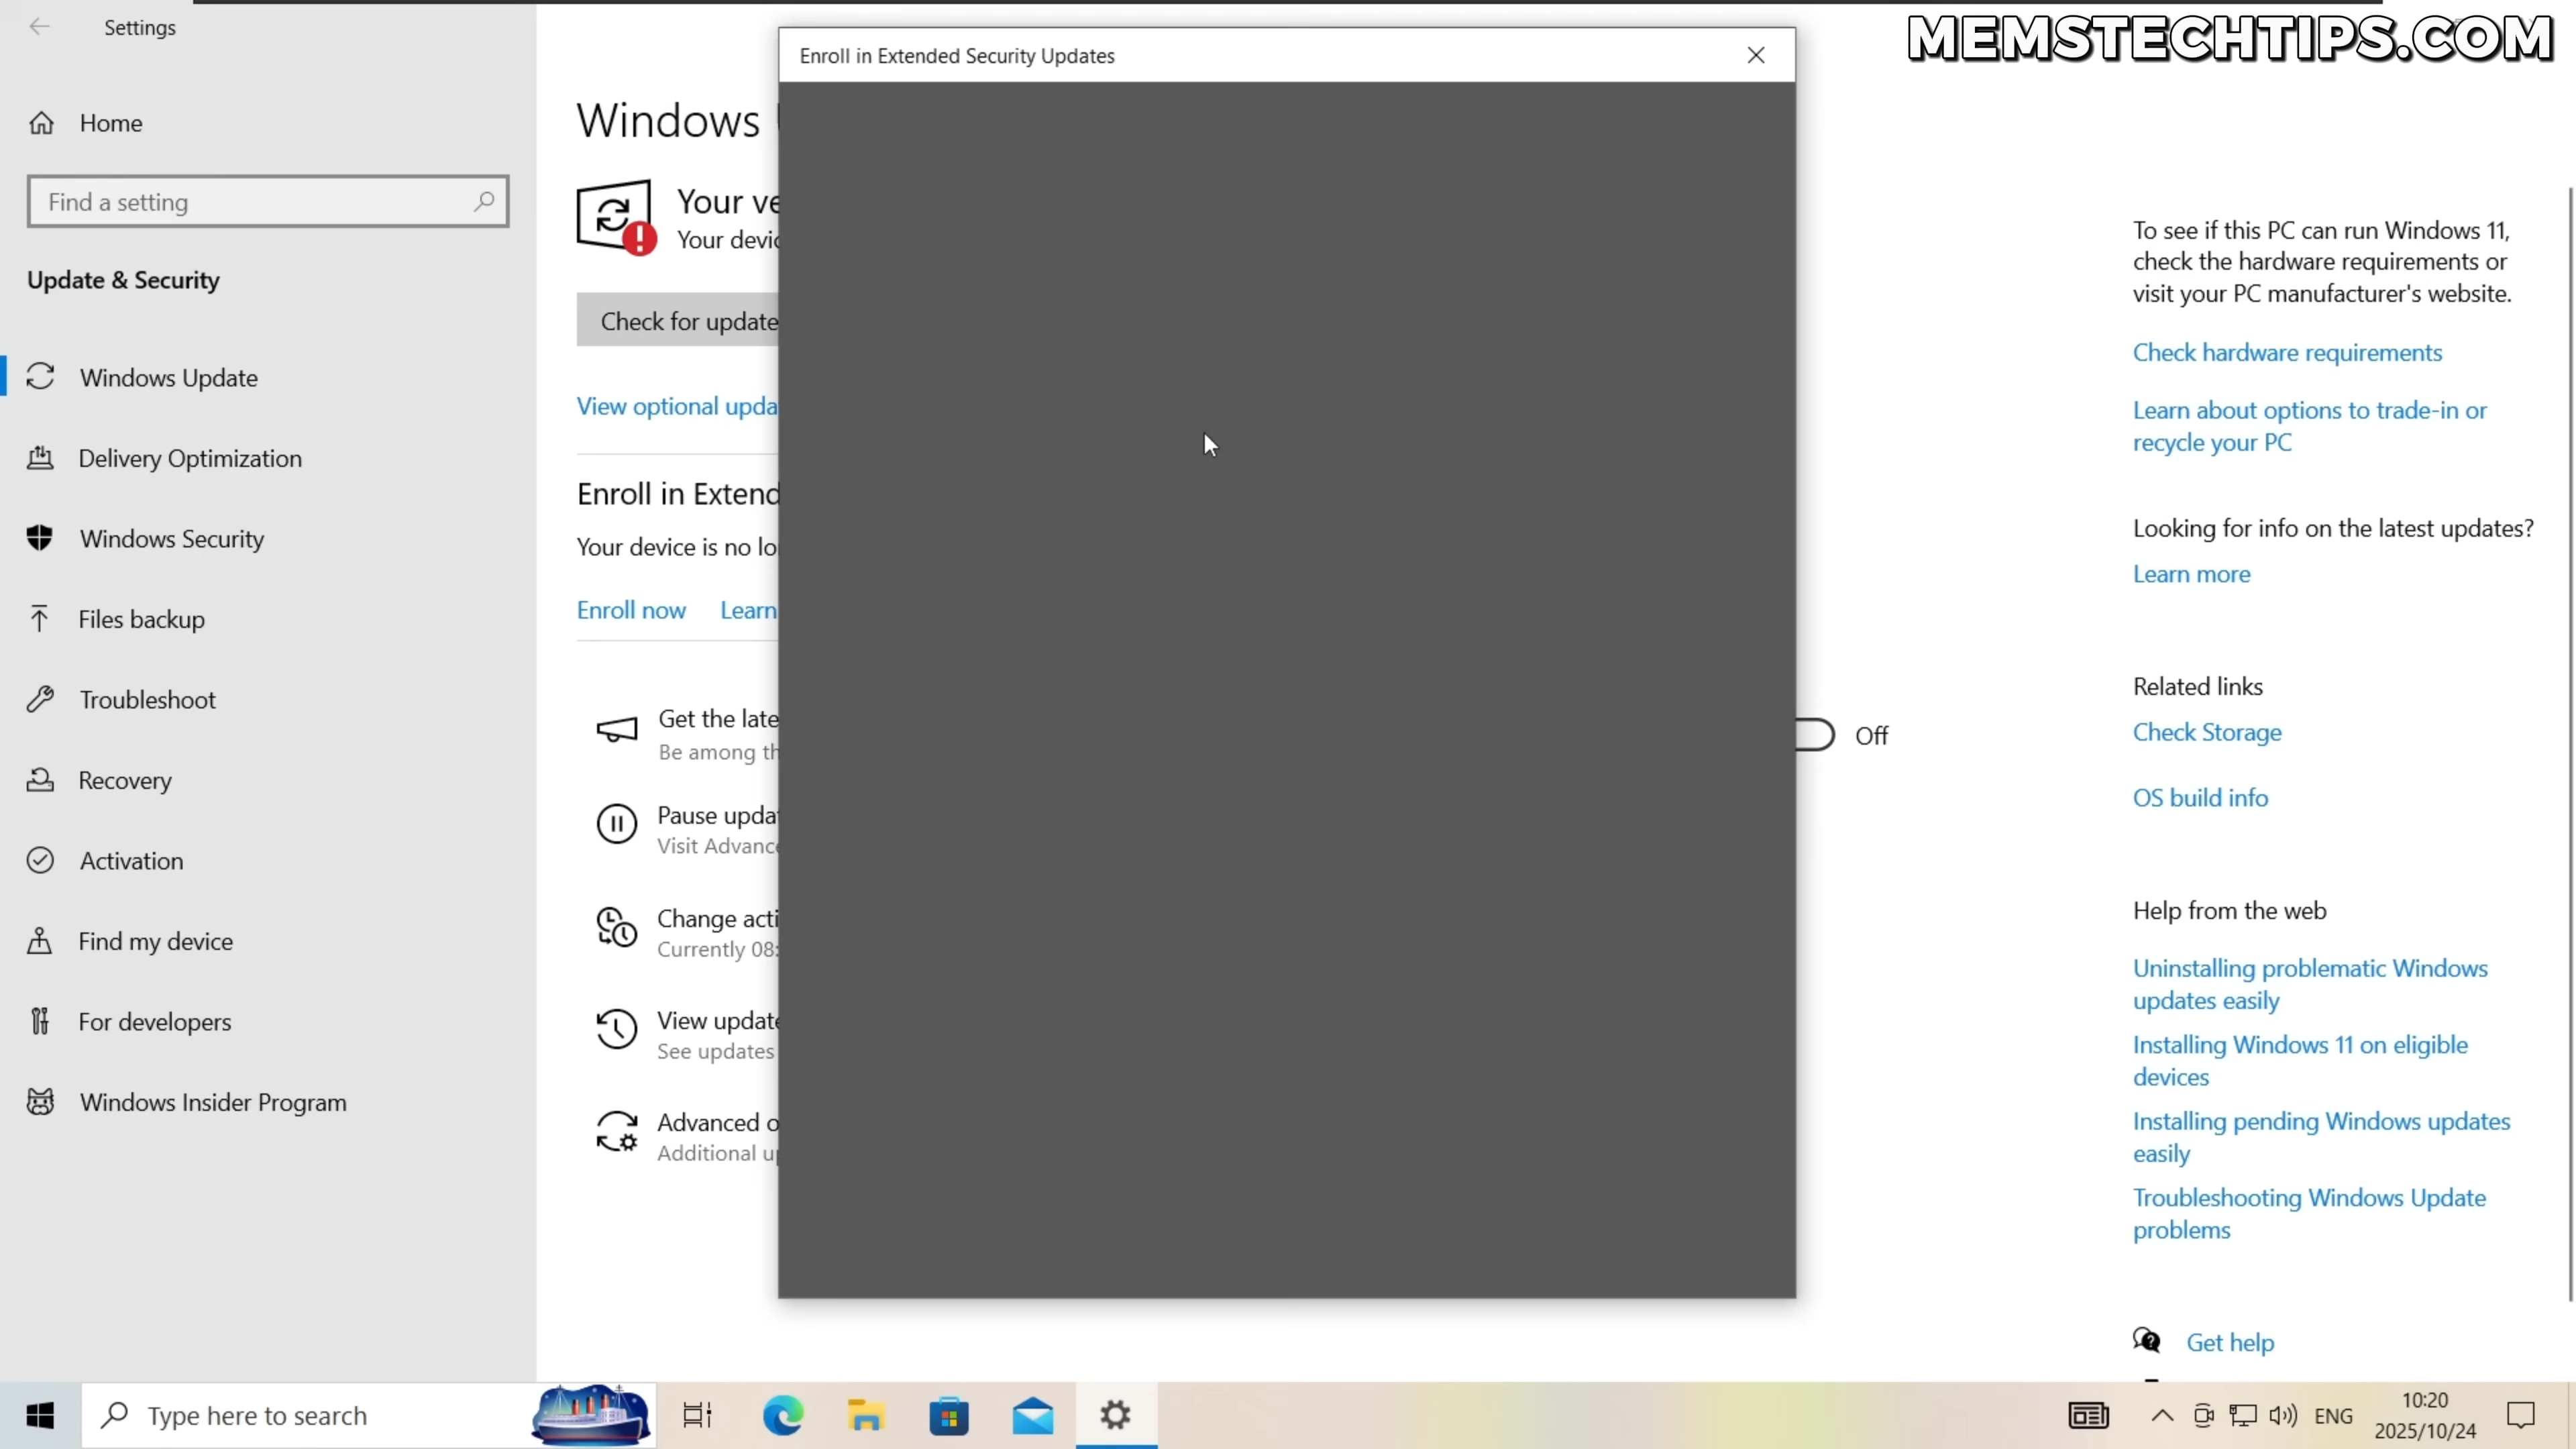 MEMSTECHTIPS.COM
Settings
Home
Find a setting
Update & Security
Windows Update
Delivery Optimization
Windows Security
Files backup
Troubleshoot
Recovery
Activation
Find my device
For developers
Windows Insider Program
Enroll in Extended Security Updates
Windows
Your ve
Your devic
Check for update
View optional upda
Enroll in Extend
Your device is no lo
Enroll now Learn
Get the late
Be among th
Off
Pause upda
Visit Advanc
Change acti
Currently 08:
View update
See updates
Advanced o
Additional up
To see if this PC can run Windows 11,
check the hardware requirements or
visit your PC manufacturer's website.
Check hardware requirements
Learn about options to trade-in or
recycle your PC
Looking for info on the latest updates?
Learn more
Related links
Check Storage
OS build info
Help from the web
Uninstalling problematic Windows
updates easily
Installing Windows 11 on eligible
devices
Installing pending Windows updates
easily
Troubleshooting Windows Update
problems
Get help
Type here to search
ENG
10:20
2025/10/24